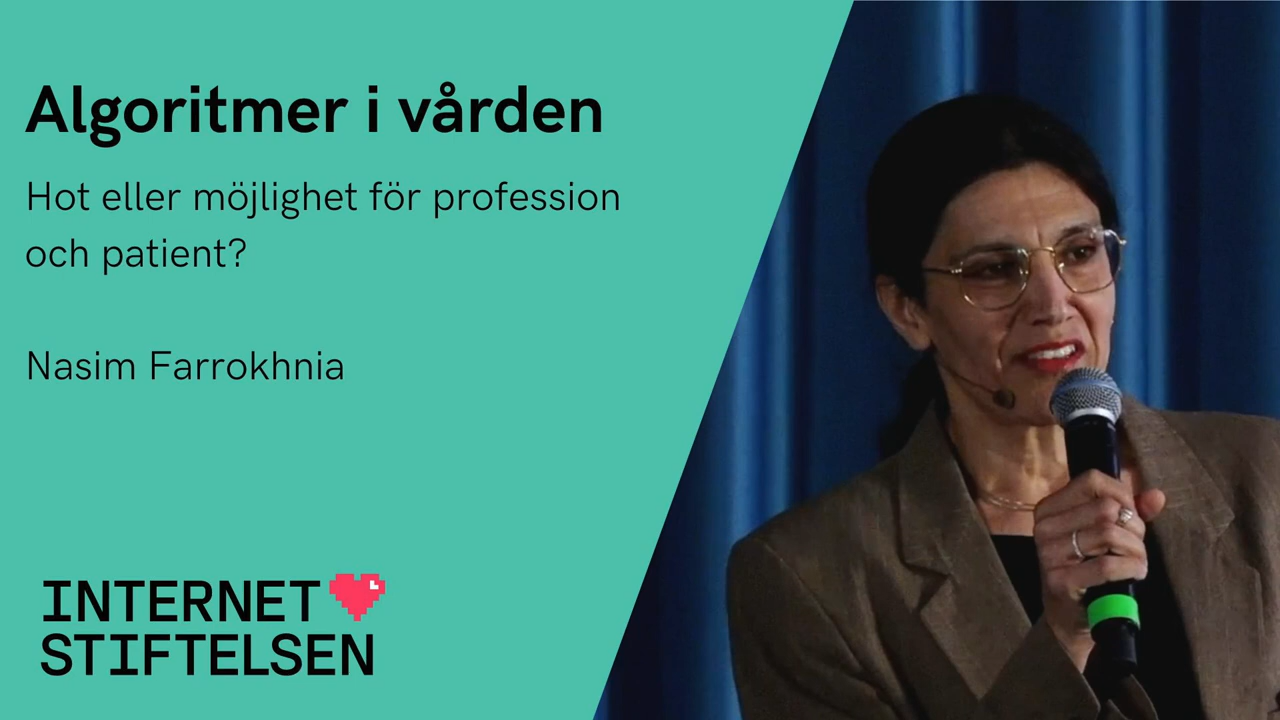 Algoritmer i vården
Hot eller möjlighet för profession
och patient?
Nasim Farrokhnia
INTERNET
STIFTELSEN